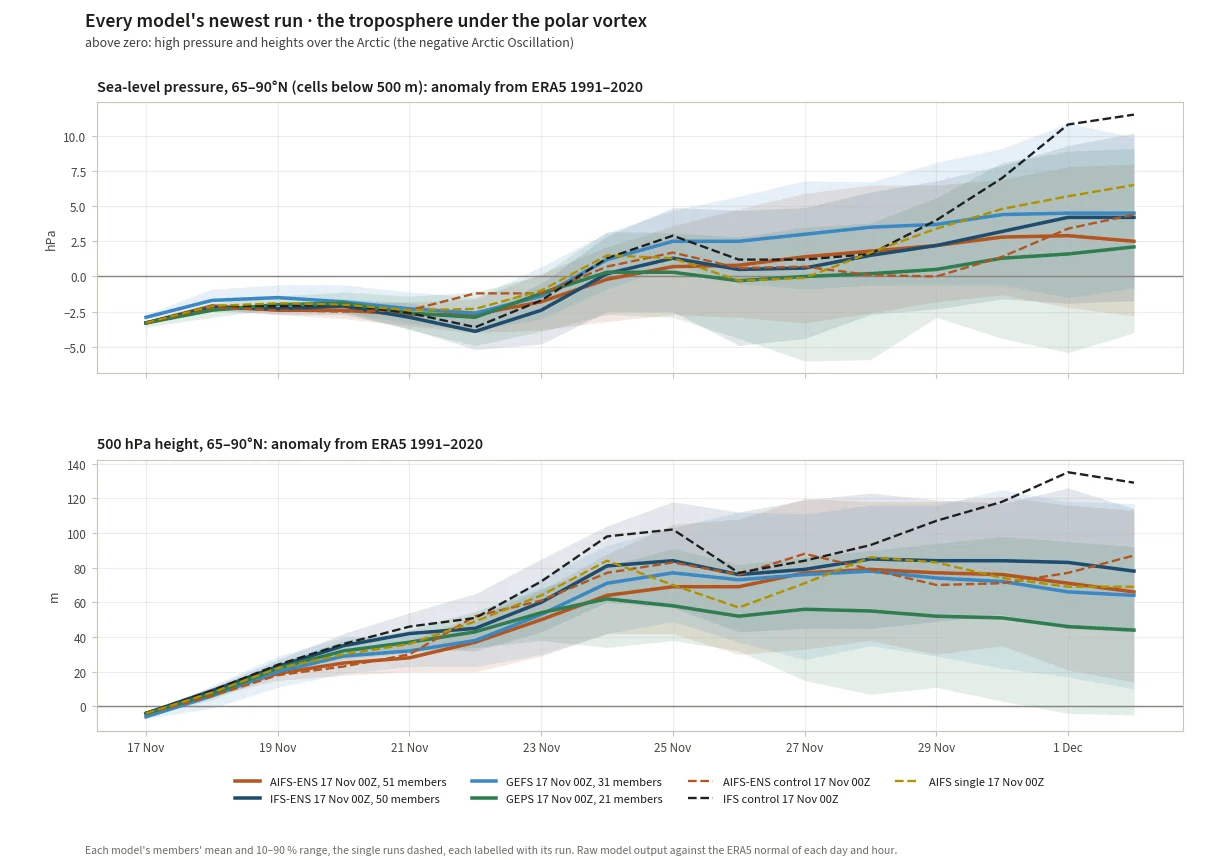 Every model's newest run · the troposphere under the polar vortex
above zero: high pressure and heights over the Arctic (the negative Arctic Oscillation)
Sea-level pressure, 65–90°N (cells below 500 m): anomaly from ERA5 1991–2020
10.0
7.5
5.0
2.5
0.0
−2.5
−5.0
hPa
500 hPa height, 65–90°N: anomaly from ERA5 1991–2020
140
120
100
80
60
40
20
0
m
17 Nov 19 Nov 21 Nov 23 Nov 25 Nov 27 Nov 29 Nov 1 Dec
AIFS-ENS 17 Nov 00Z, 51 members GEFS 17 Nov 00Z, 31 members AIFS-ENS control 17 Nov 00Z AIFS single 17 Nov 00Z
IFS-ENS 17 Nov 00Z, 50 members GEPS 17 Nov 00Z, 21 members IFS control 17 Nov 00Z
Each model's members' mean and 10–90 % range, the single runs dashed, each labelled with its run. Raw model output against the ERA5 normal of each day and hour.